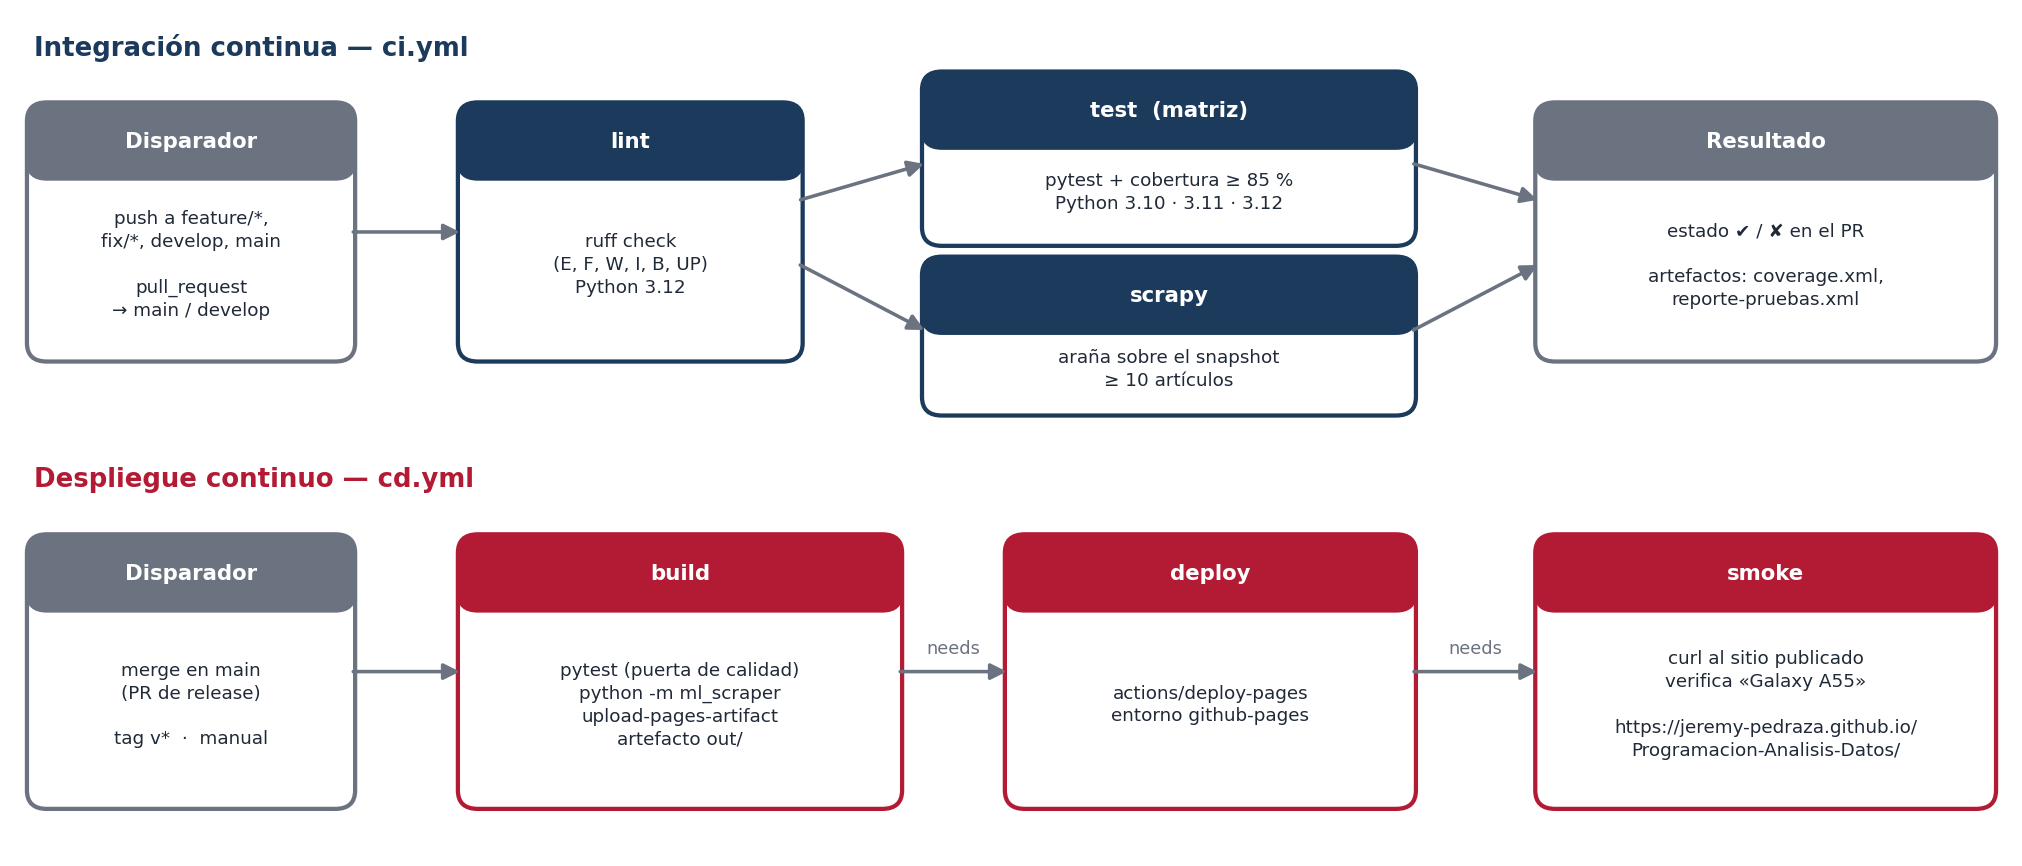 Integración continua — ci.yml
Disparador
push a feature/*,
fix/*, develop, main
pull_request
→ main / develop
lint
ruff check
(E, F, W, I, B, UP)
Python 3.12
test (matriz)
pytest + cobertura ≥ 85 %
Python 3.10 · 3.11 · 3.12
scrapy
araña sobre el snapshot
≥ 10 artículos
Resultado
estado ✔ / ✘ en el PR
artefactos: coverage.xml,
reporte-pruebas.xml
Despliegue continuo — cd.yml
Disparador
merge en main
(PR de release)
tag v* · manual
build
pytest (puerta de calidad)
python -m ml_scraper
upload-pages-artifact
artefacto out/
needs
deploy
actions/deploy-pages
entorno github-pages
needs
smoke
curl al sitio publicado
verifica «Galaxy A55»
https://jeremy-pedraza.github.io/
Programacion-Analisis-Datos/